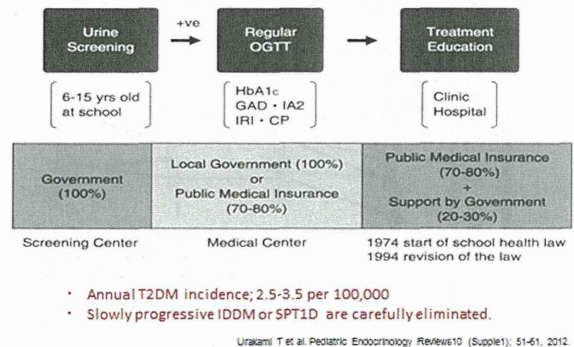 Urine
Screening
+ve
Regular
OGTT
Treatment
Education
6-15 yrs old
at school
HbA1c
GAD・IA2
IRI・CP
Clinic
Hospital
Government
(100%)
Local Government (100%)
or
Public Medical Insurance
(70-80%)
Public Medical Insurance
(70-80%)
+
Support by Government
(20-30%)
Screening Center
Medical Center
1974 start of school health law
1994 revision of the law
• Annual T2DM incidence; 2.5-3.5 per 100,000
• Slowly progressive IDDM or SPT1D are carefully eliminated.
Urakami T et al. Pediatric Endocrinology Reviews10 (Supple1); 51-61, 2012.